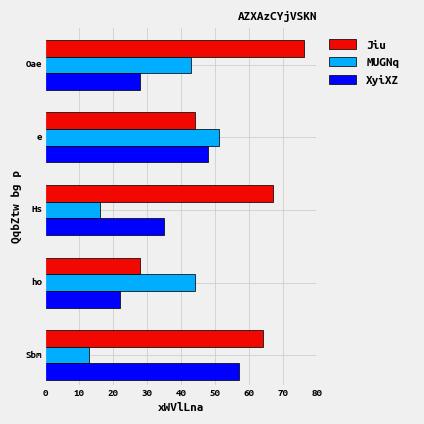 AZXAzCYjVSKN
Jiu
MUGNq
XyiXZ
Oae
e
Hs
ho
Sbm
QqbZtw bg p
0 10 20 30 40 50 60 70 80
xWVlLna